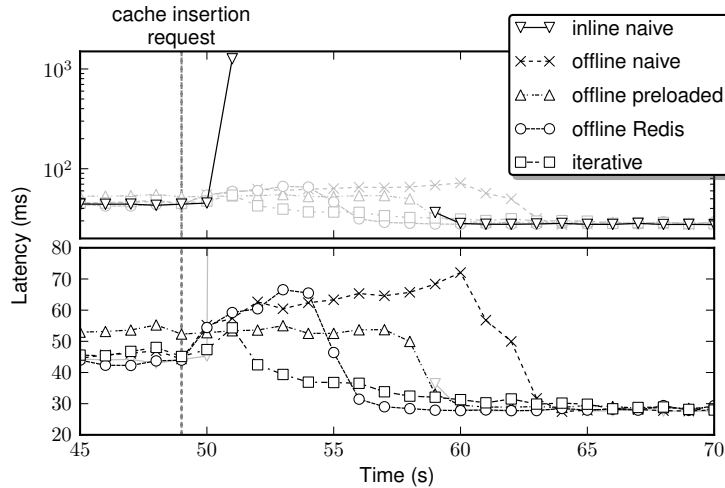 cache insertion
request
inline naive
offline naive
offline preloaded
offline Redis
iterative
10³
10²
Latency (ms)
80
70
60
50
40
30
20
45 50 55 60 65 70
Time (s)